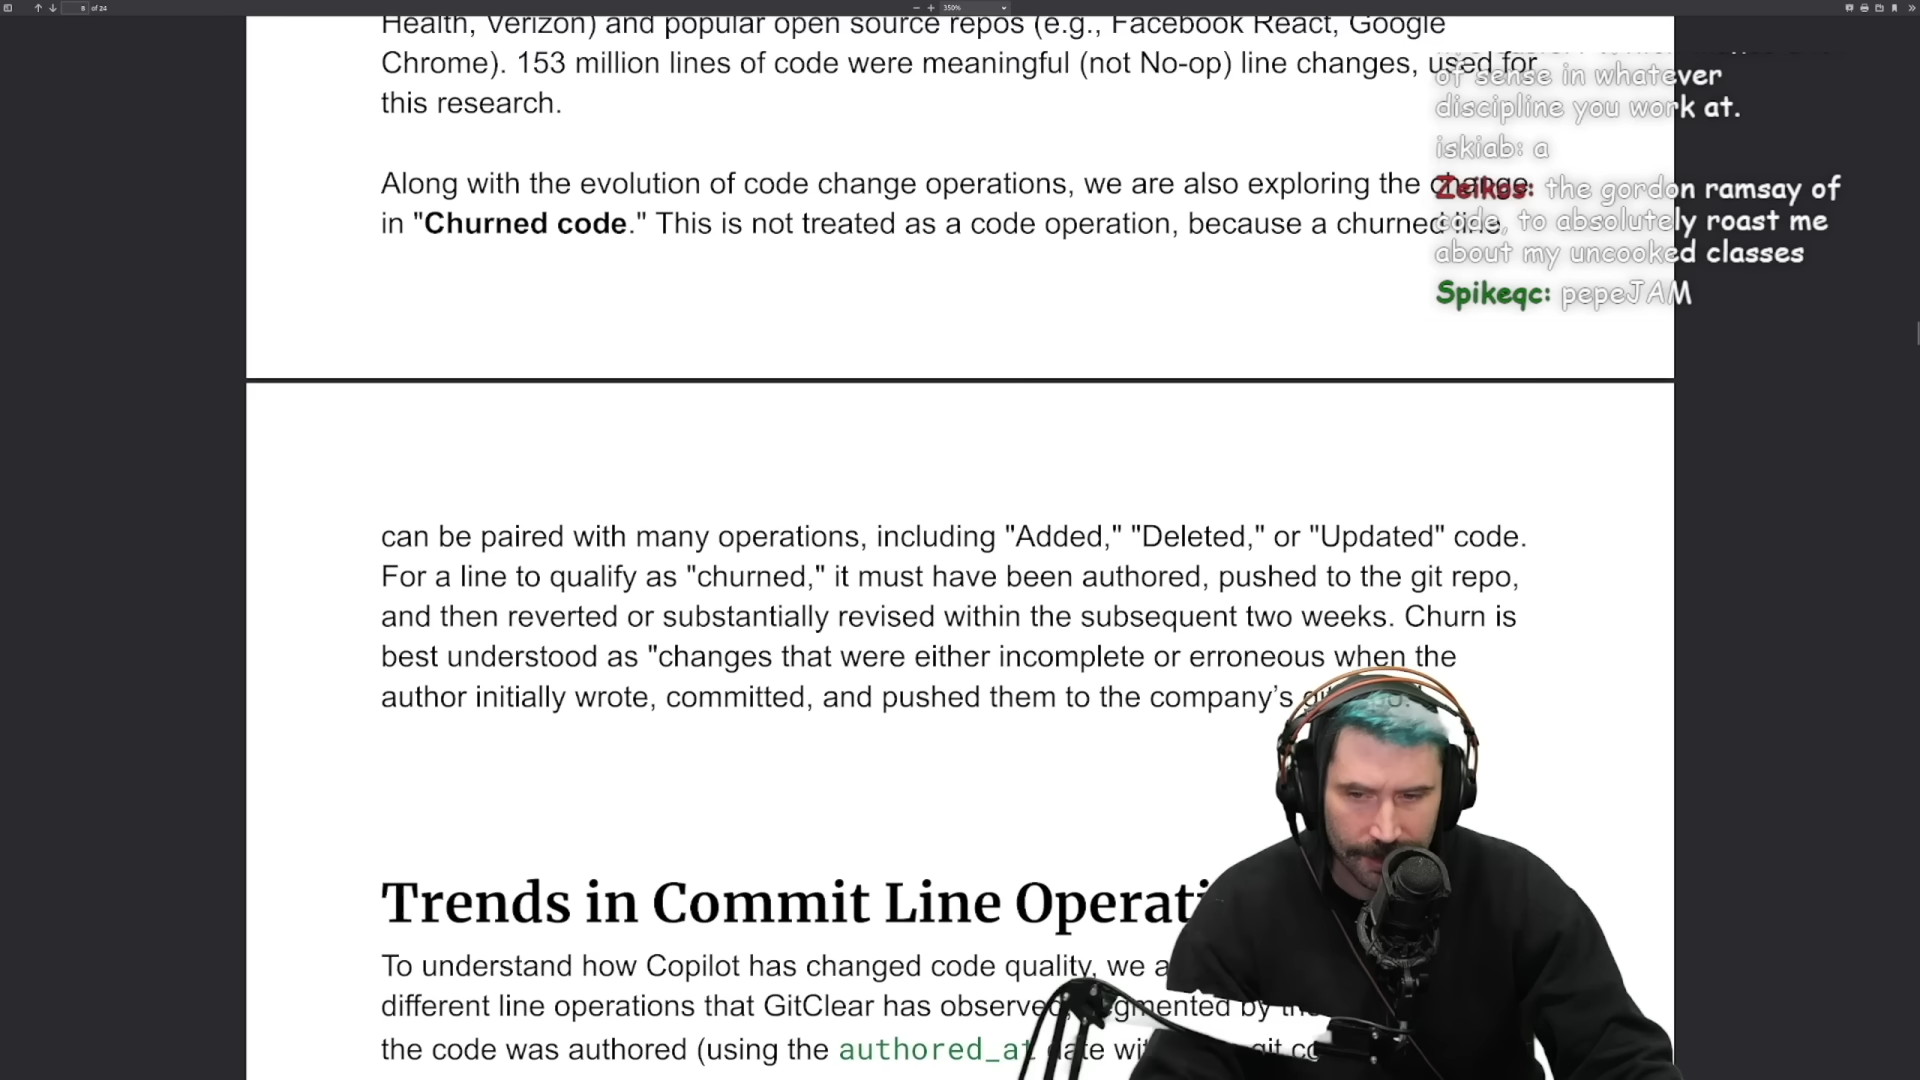 8 of 24
350%
Health, Verizon) and popular open source repos (e.g., Facebook React, Google
Chrome). 153 million lines of code were meaningful (not No-op) line changes, used for
this research.
Along with the evolution of code change operations, we are also exploring the change
in "Churned code." This is not treated as a code operation, because a churned line
of sense in whatever
discipline you work at.
iskiab: a
Zeikos: the gordon ramsay of
code, to absolutely roast me
about my uncooked classes
Spikeqc: pepeJAM
can be paired with many operations, including "Added," "Deleted," or "Updated" code.
For a line to qualify as "churned," it must have been authored, pushed to the git repo,
and then reverted or substantially revised within the subsequent two weeks. Churn is
best understood as "changes that were either incomplete or erroneous when the
author initially wrote, committed, and pushed them to the company’s
Trends in Commit Line
To understand how Copilot has changed code quality, we
different line operations that GitClear has observed, segmented by
the code was authored (using the authored_at date